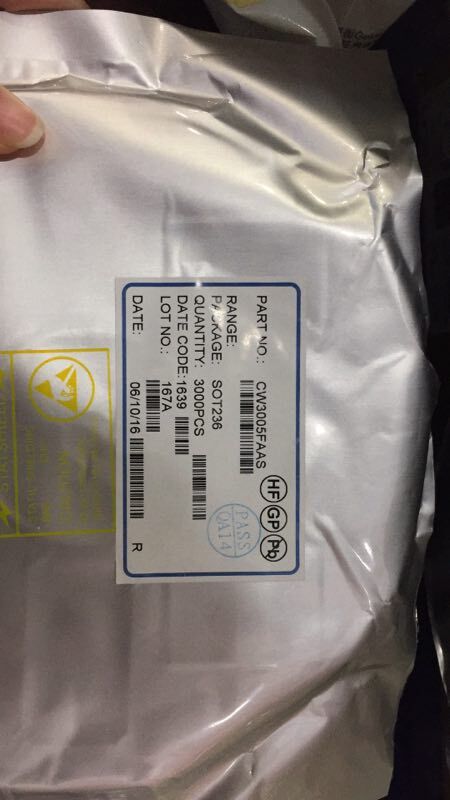 PART NO.: CW3005FAAS
RANGE:
PACKAGE: SOT236
QUANTITY: 3000PCS
DATE CODE: 1639
LOT NO.: 167A
DATE: 06/10/16 R
HF GP Pb
PASS
QA14